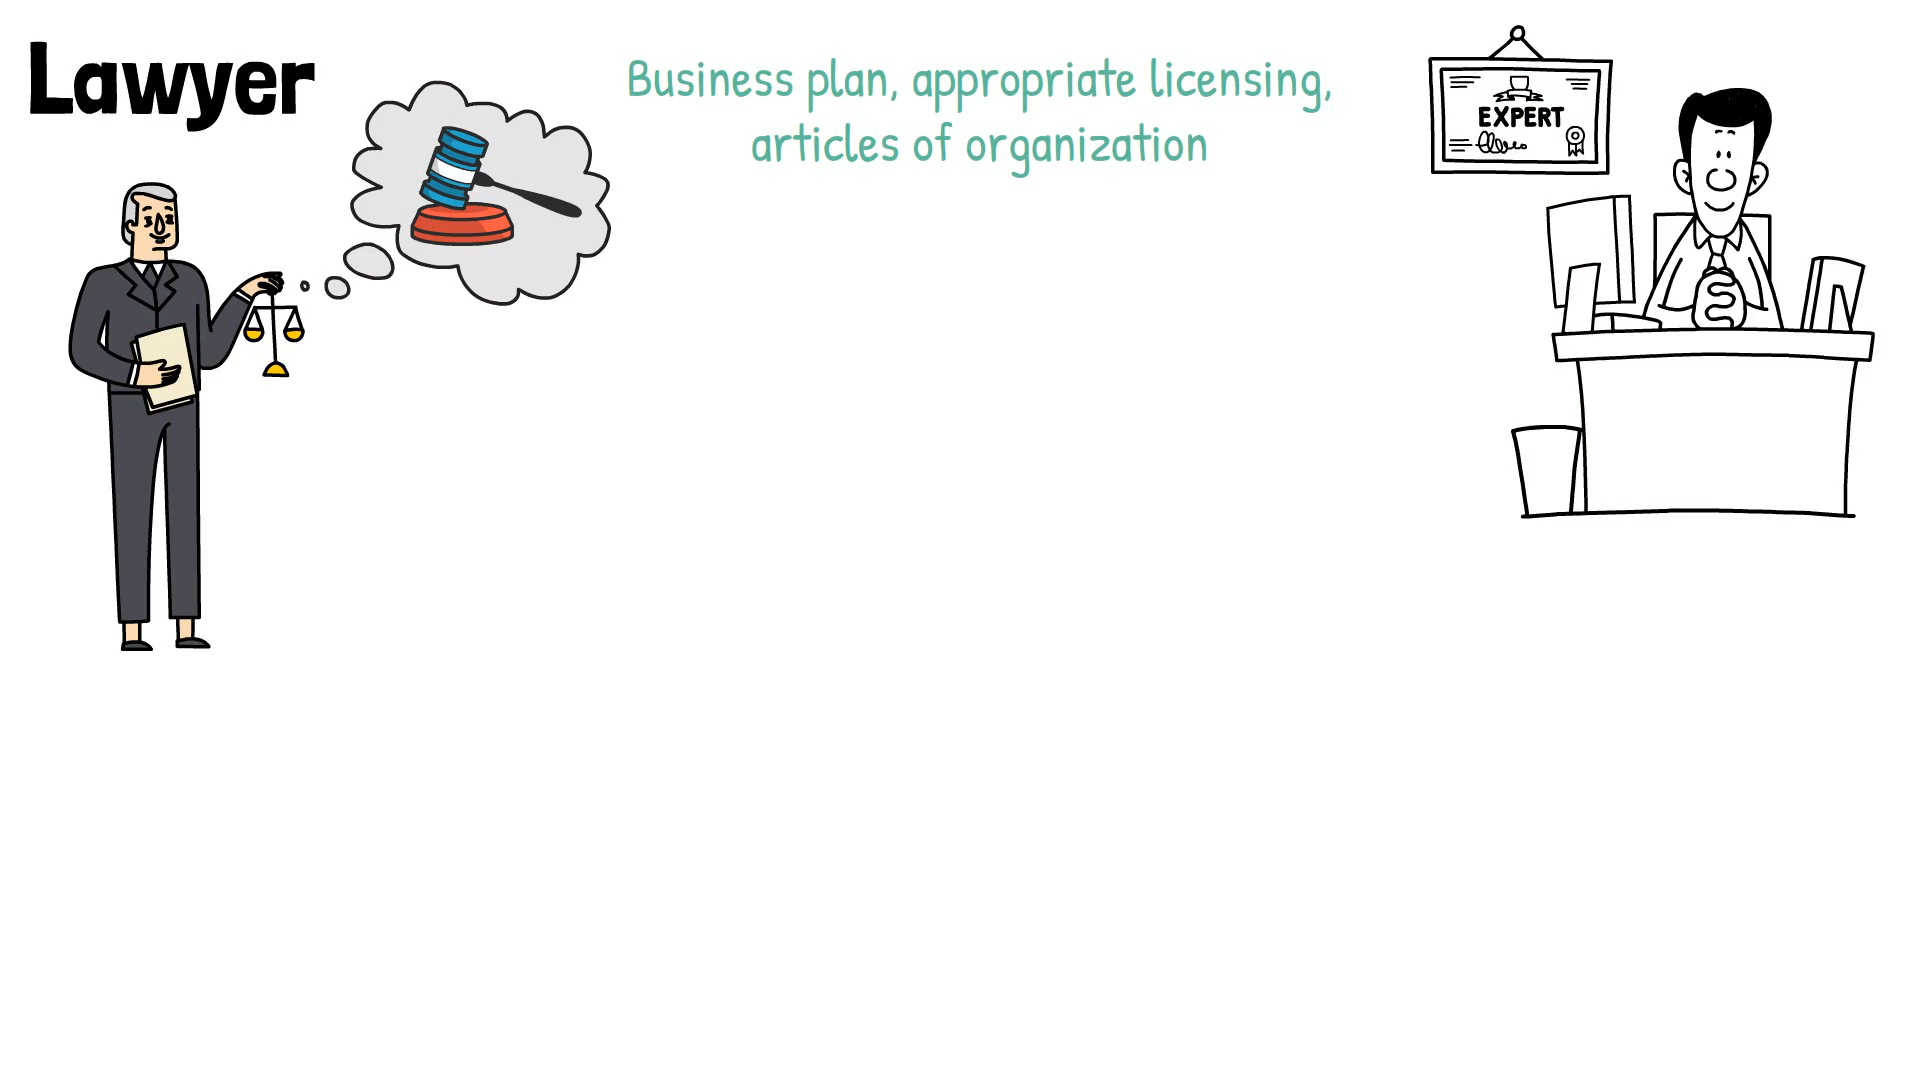 Lawyer
Business plan, appropriate licensing,
articles of organization
EXPERT